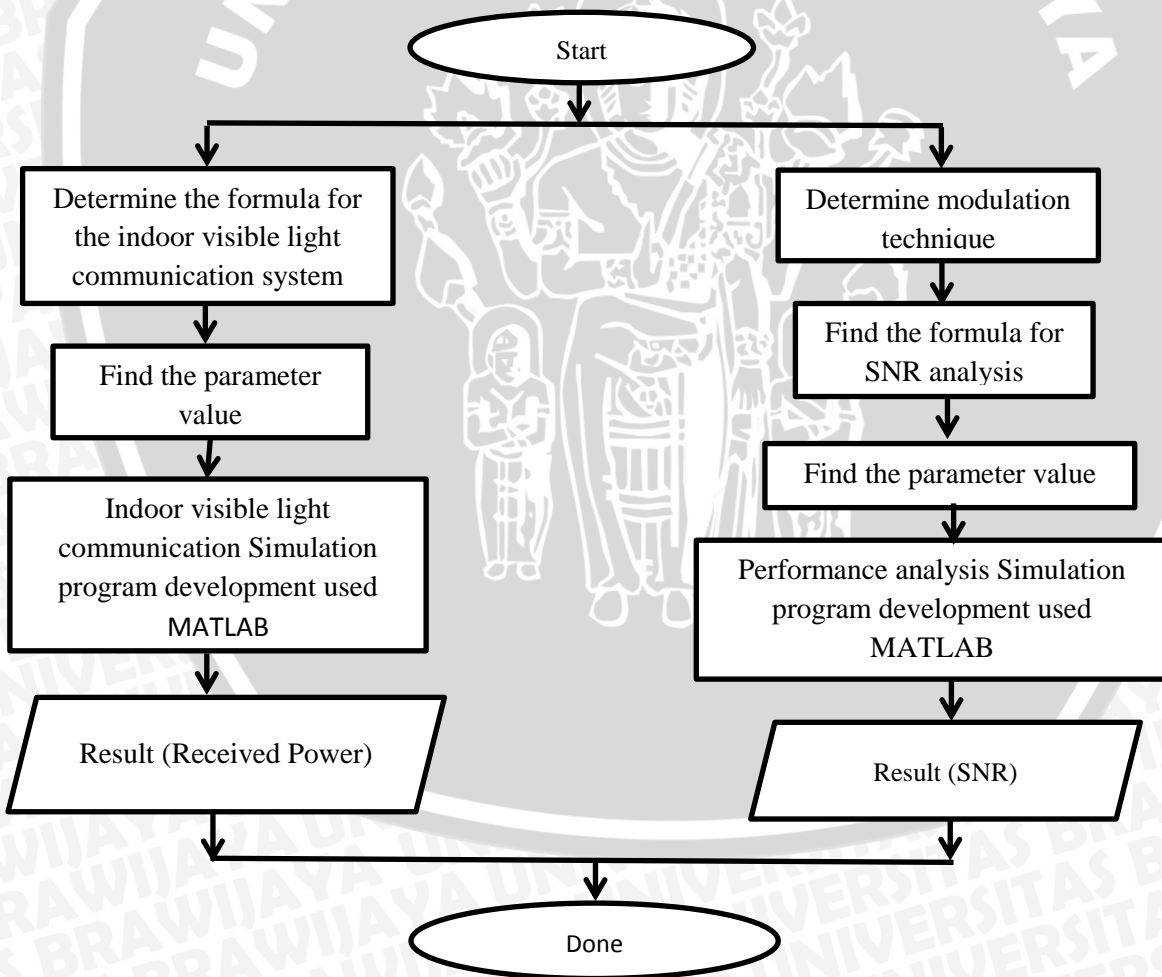 Start
Determine the formula for
the indoor visible light
communication system
Find the parameter
value
Indoor visible light
communication Simulation
program development used
MATLAB
Result (Received Power)
Determine modulation
technique
Find the formula for
SNR analysis
Find the parameter value
Performance analysis Simulation
program development used
MATLAB
Result (SNR)
Done